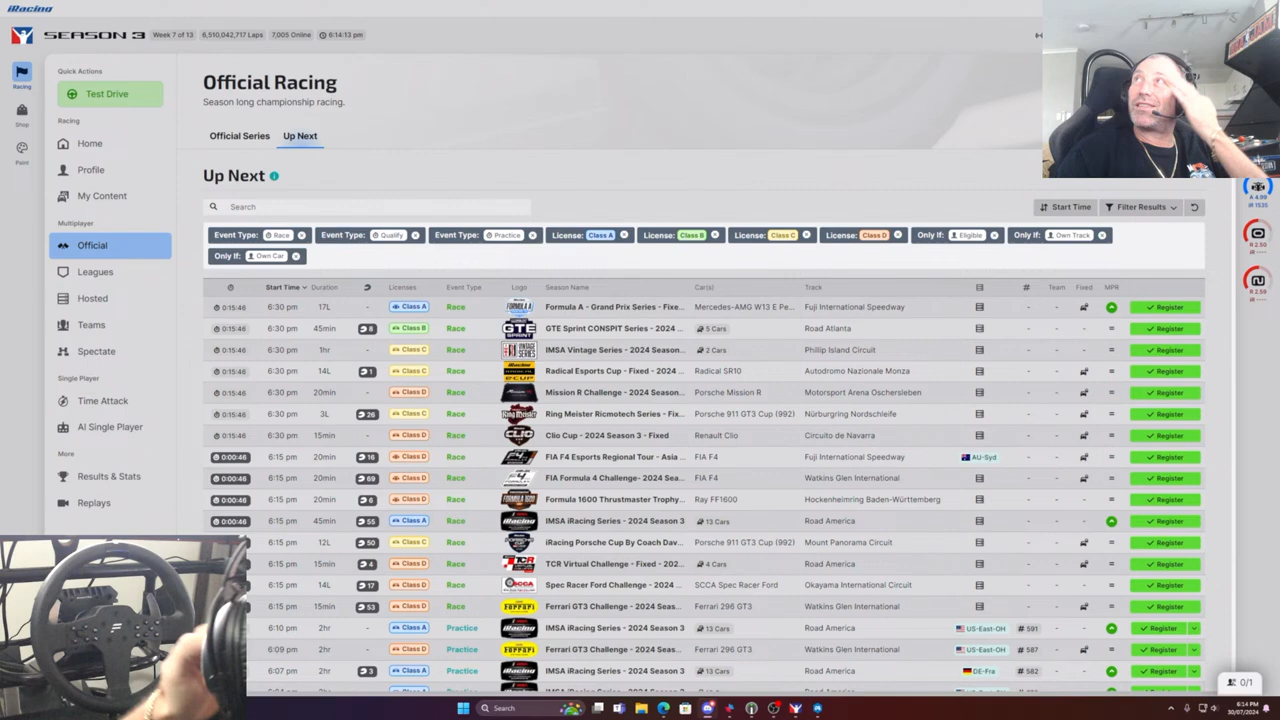 iRacing
SEASON 3 Week 7 of 13 6,510,042,717 Laps 7,005 Online 6:14:13 pm
Racing
Shop
Paint
Quick Actions
Test Drive
Racing
Home
Profile
My Content
Multiplayer
Official
Leagues
Hosted
Teams
Spectate
Single Player
Time Attack
AI Single Player
More
Results & Stats
Replays
Official Racing
Season long championship racing.
Official Series Up Next
Up Next
Search Start Time Filter Results
Event Type: Race Event Type: Qualify Event Type: Practice License: Class A License: Class B License: Class C License: Class D Only If: Eligible Only If: Own Track
Only If: Own Car
Start Time Duration Licenses Event Type Logo Season Name Car(s) Track # Team Fixed MPR
0:15:46 6:30 pm 17L - Class A Race Formula A - Grand Prix Series - Fixe... Mercedes-AMG W13 E Pe... Fuji International Speedway - - = Register
0:15:46 6:30 pm 45min 8 Class B Race GTE Sprint CONSPIT Series - 2024 ... 5 Cars Road Atlanta - - - = Register
0:15:46 6:30 pm 1hr - Class C Race IMSA Vintage Series - 2024 Season... 2 Cars Phillip Island Circuit - - - = Register
0:15:46 6:30 pm 14L 1 Class C Race Radical Esports Cup - Fixed - 2024 ... Radical SR10 Autodromo Nazionale Monza - - = Register
0:15:46 6:30 pm 20min - Class D Race Mission R Challenge - Fixed - 2024 ... Porsche Mission R Motorsport Arena Oschersleben - - = Register
0:15:46 6:30 pm 3L 26 Class C Race Ring Meister Ricmotech Series - Fix... Porsche 911 GT3 Cup (992) Nürburgring Nordschleife - - = Register
0:15:46 6:30 pm 15min - Class D Race Clio Cup - 2024 Season 3 - Fixed Renault Clio Circuito de Navarra - - = Register
0:00:46 6:15 pm 20min 16 Class D Race FIA F4 Esports Regional Tour - Asia ... FIA F4 Fuji International Speedway AU-Syd - - = Register
0:00:46 6:15 pm 20min 69 Class D Race FIA Formula 4 Challenge - 2024 Se... FIA F4 Watkins Glen International - - = Register
0:00:46 6:15 pm 20min 6 Class D Race Formula 1600 Thrustmaster Trophy... Ray FF1600 Hockenheimring Baden-Württemberg - - = Register
0:00:46 6:15 pm 45min 55 Class A Race IMSA iRacing Series - 2024 Season 3 13 Cars Road America - - Register
6:15 pm 12L 50 Class C Race iRacing Porsche Cup By Coach Dav... Porsche 911 GT3 Cup (992) Mount Panorama Circuit - - = Register
6:15 pm 15min 4 Class D Race TCR Virtual Challenge - Fixed - 202... 4 Cars Road America - - = Register
6:15 pm 14L 17 Class D Race Spec Racer Ford Challenge - 2024 ... SCCA Spec Racer Ford Okayama International Circuit - - - = Register
6:15 pm 15min 53 Class D Race Ferrari GT3 Challenge - 2024 Seas... Ferrari 296 GT3 Watkins Glen International - - = Register
6:10 pm 2hr - Class A Practice IMSA iRacing Series - 2024 Season 3 13 Cars Road America US-East-OH # 591 - - Register
6:09 pm 2hr - Class D Practice Ferrari GT3 Challenge - 2024 Seas... Ferrari 296 GT3 Watkins Glen International US-East-OH # 587 - = Register
6:07 pm 2hr 3 Class A Practice IMSA iRacing Series - 2024 Season 3 13 Cars Road America DE-Fra # 582 - - Register
A 4.99
iR 1535
R 2.50
iR ----
R 2.59
iR ----
0/1
Search
6:14 PM
30/07/2024